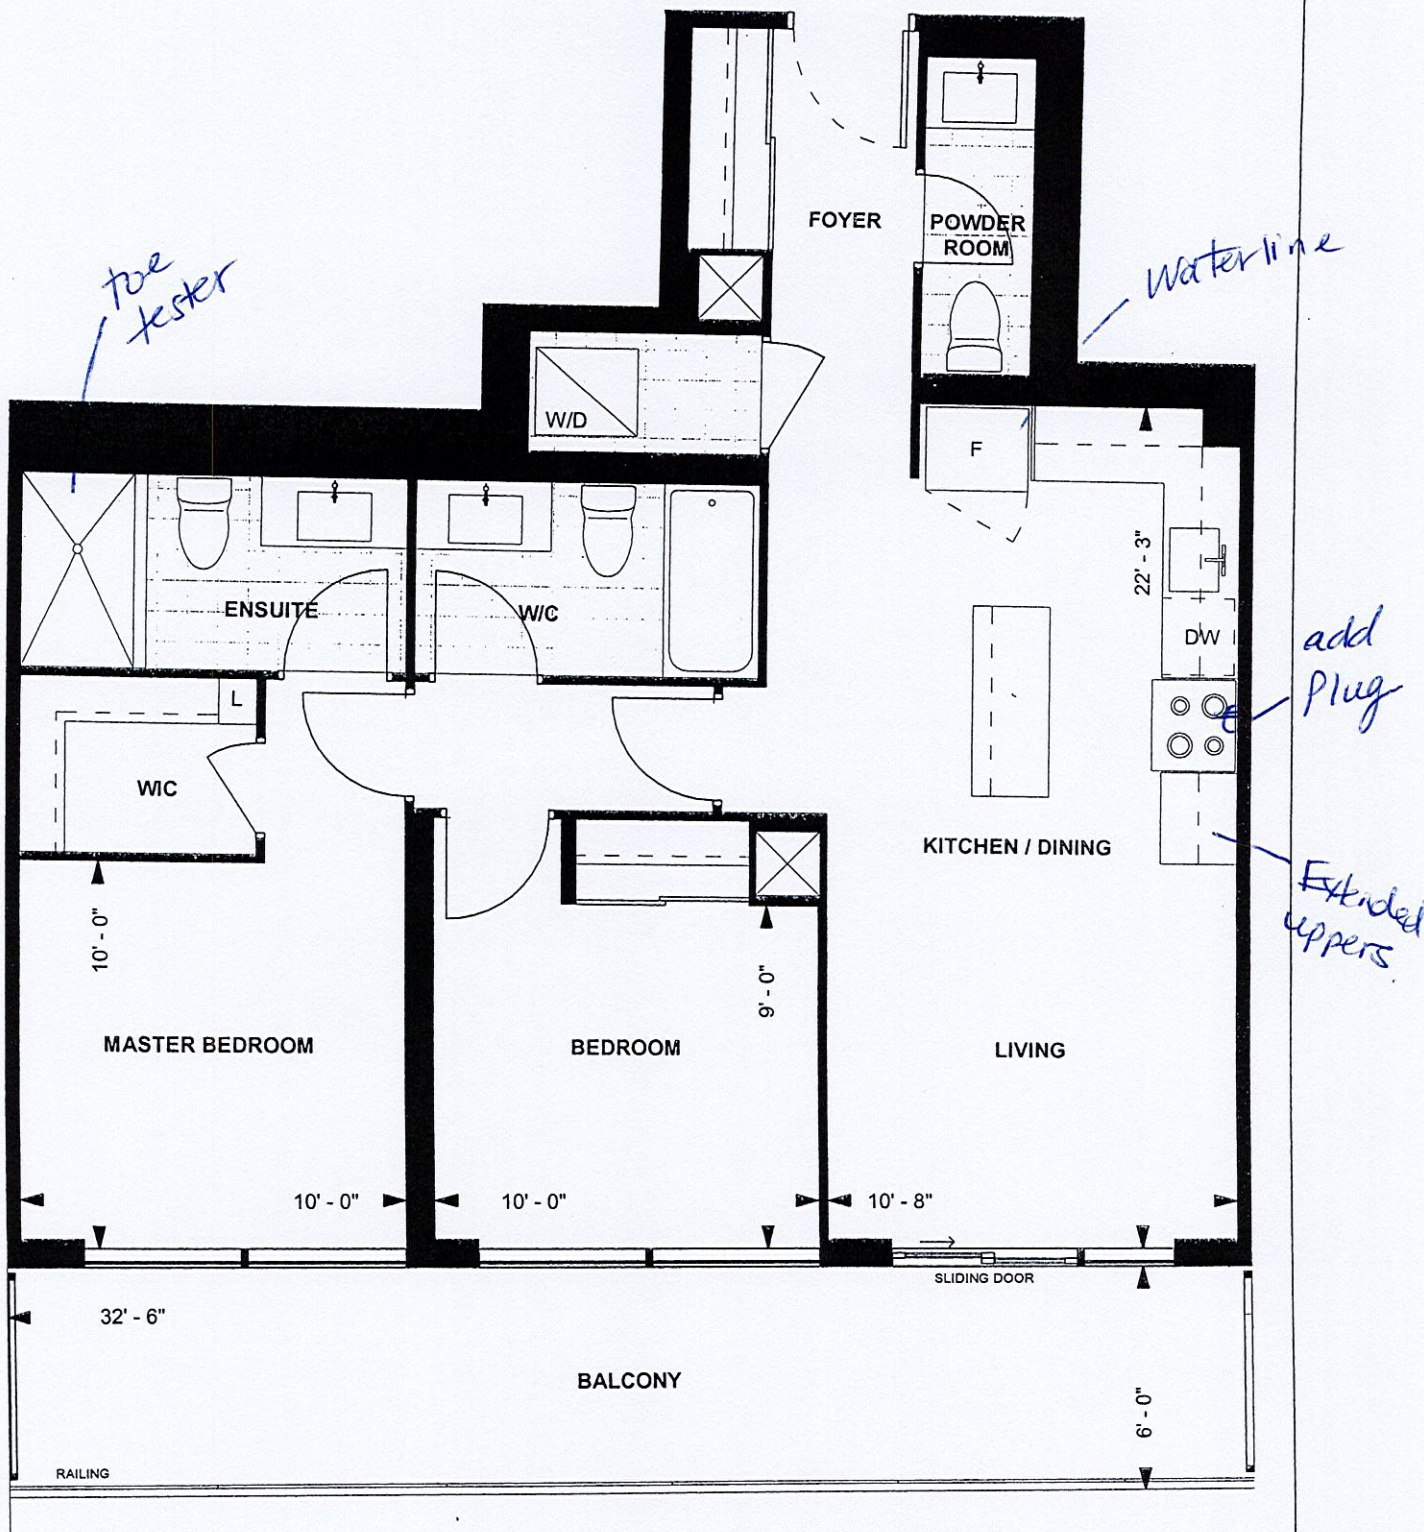 FOYER
POWDER
ROOM
Waterline
toe
tester
W/D
F
22' - 3"
ENSUITE
W/C
DW
add
Plug
L
WIC
KITCHEN / DINING
Extended
uppers.
10' - 0"
9' - 0"
MASTER BEDROOM
BEDROOM
LIVING
10' - 0"
10' - 0"
10' - 8"
SLIDING DOOR
32' - 6"
BALCONY
6' - 0"
RAILING